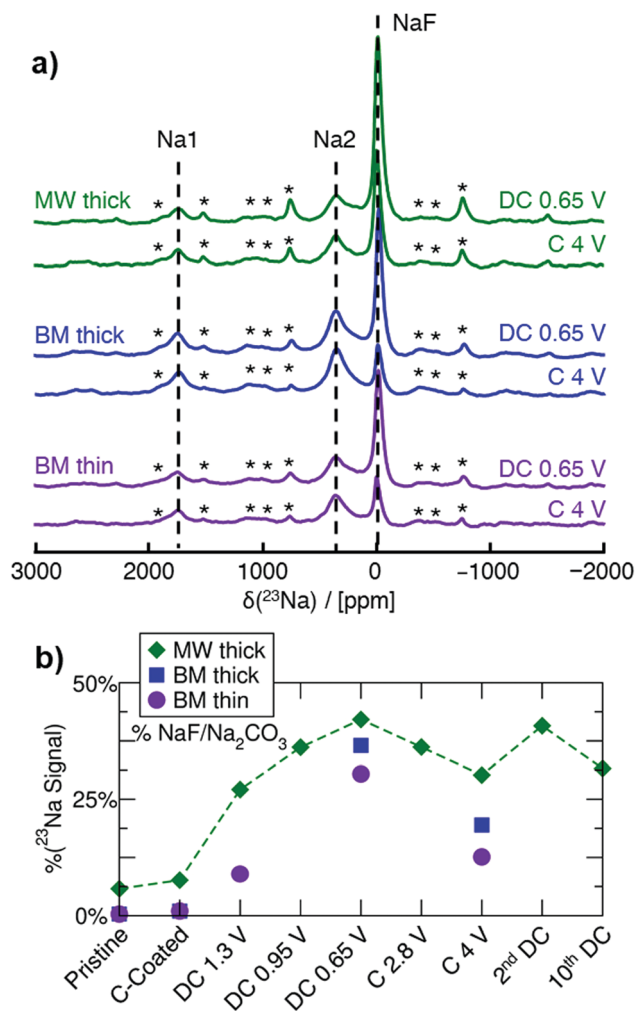 a)
NaF
Na1
Na2
MW thick
* * * * * * * * *
DC 0.65 V
* * * * * * * *
C 4 V
BM thick
* * * * * * * *
DC 0.65 V
* * * * * * * *
C 4 V
BM thin
* * * * * * * *
DC 0.65 V
* * * * * * * *
C 4 V
3000 2000 1000 0 −1000 −2000
δ(²³Na) / [ppm]
b)
MW thick
BM thick
BM thin
% NaF/Na₂CO₃
50%
25%
0%
%(²³Na Signal)
Pristine
C-Coated
DC 1.3 V
DC 0.95 V
DC 0.65 V
C 2.8 V
C 4 V
2nd DC
10th DC